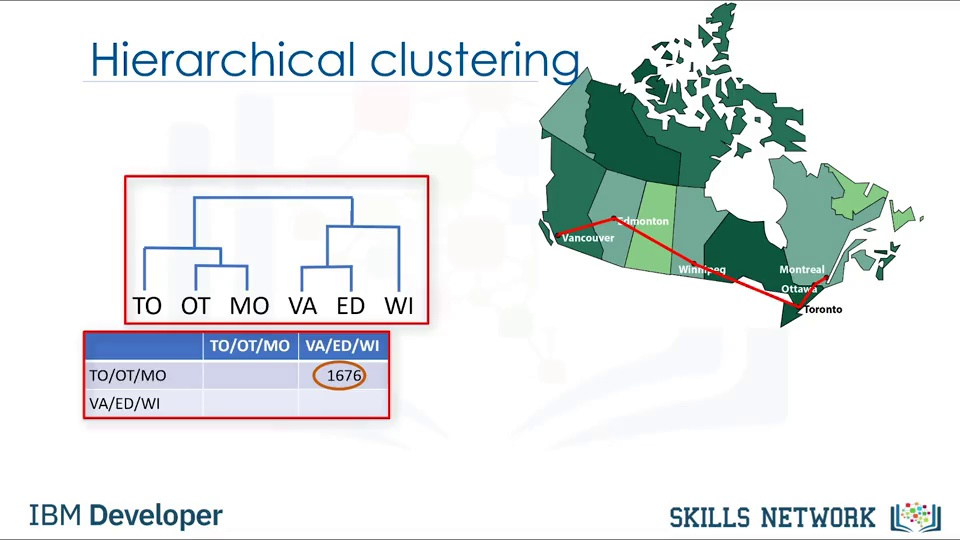 Hierarchical clustering
Edmonton
Vancouver
Winnipeg
Montreal
Ottawa
Toronto
TO OT MO VA ED WI
TO/OT/MO VA/ED/WI
TO/OT/MO 1676
VA/ED/WI
IBM Developer
SKILLS NETWORK